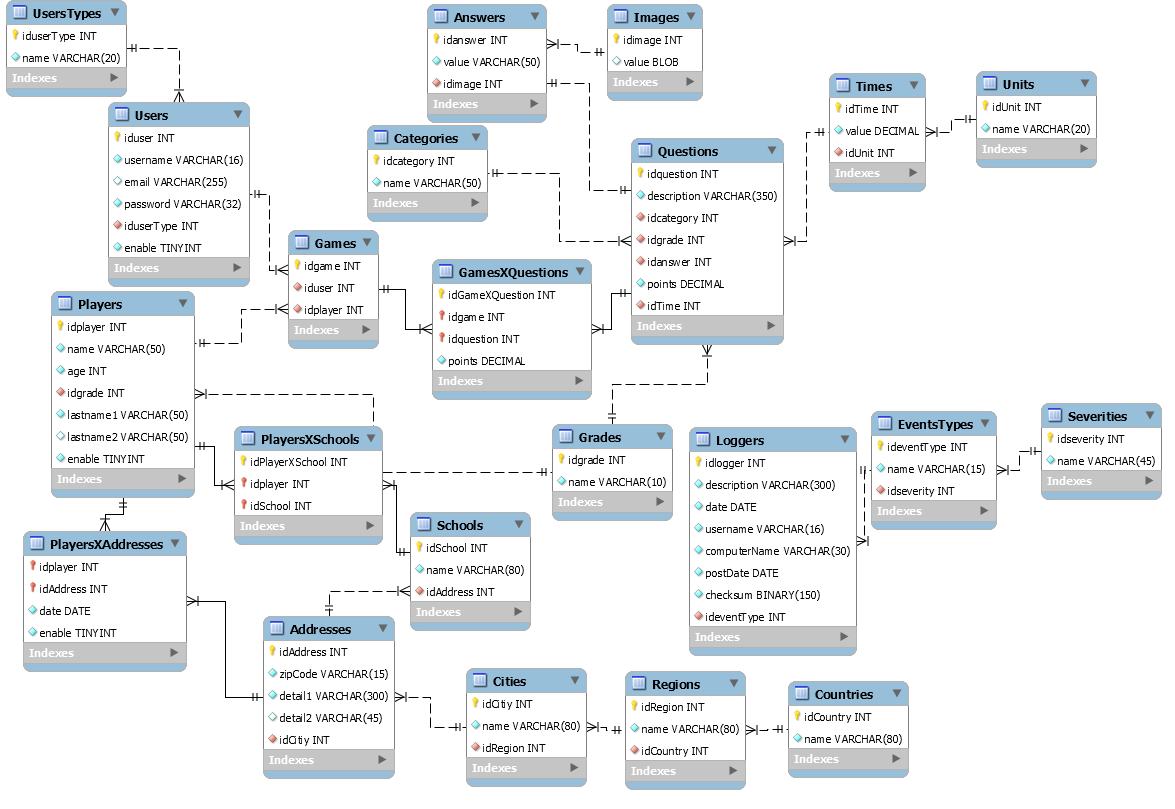 UsersTypes
iduserType INT
name VARCHAR(20)
Indexes
Answers
idanswer INT
value VARCHAR(50)
idimage INT
Indexes
Images
idimage INT
value BLOB
Indexes
Times
idTime INT
value DECIMAL
idUnit INT
Indexes
Units
idUnit INT
name VARCHAR(20)
Indexes
Users
iduser INT
username VARCHAR(16)
email VARCHAR(255)
password VARCHAR(32)
iduserType INT
enable TINYINT
Indexes
Categories
idcategory INT
name VARCHAR(50)
Indexes
Questions
idquestion INT
description VARCHAR(350)
idcategory INT
idgrade INT
idanswer INT
points DECIMAL
idTime INT
Indexes
Games
idgame INT
iduser INT
idplayer INT
Indexes
GamesXQuestions
idGameXQuestion INT
idgame INT
idquestion INT
points DECIMAL
Indexes
Players
idplayer INT
name VARCHAR(50)
age INT
idgrade INT
lastname1 VARCHAR(50)
lastname2 VARCHAR(50)
enable TINYINT
Indexes
PlayersXSchools
idPlayerXSchool INT
idplayer INT
idSchool INT
Indexes
Grades
idgrade INT
name VARCHAR(10)
Indexes
Loggers
idlogger INT
description VARCHAR(300)
date DATE
username VARCHAR(16)
computerName VARCHAR(30)
postDate DATE
checksum BINARY(150)
ideventType INT
Indexes
EventsTypes
ideventType INT
name VARCHAR(15)
idseverity INT
Indexes
Severities
idseverity INT
name VARCHAR(45)
Indexes
PlayersXAddresses
idplayer INT
idAddress INT
date DATE
enable TINYINT
Indexes
Schools
idSchool INT
name VARCHAR(80)
idAddress INT
Indexes
Addresses
idAddress INT
zipCode VARCHAR(15)
detail1 VARCHAR(300)
detail2 VARCHAR(45)
idCitiy INT
Indexes
Cities
idCitiy INT
name VARCHAR(80)
idRegion INT
Indexes
Regions
idRegion INT
name VARCHAR(80)
idCountry INT
Indexes
Countries
idCountry INT
name VARCHAR(80)
Indexes